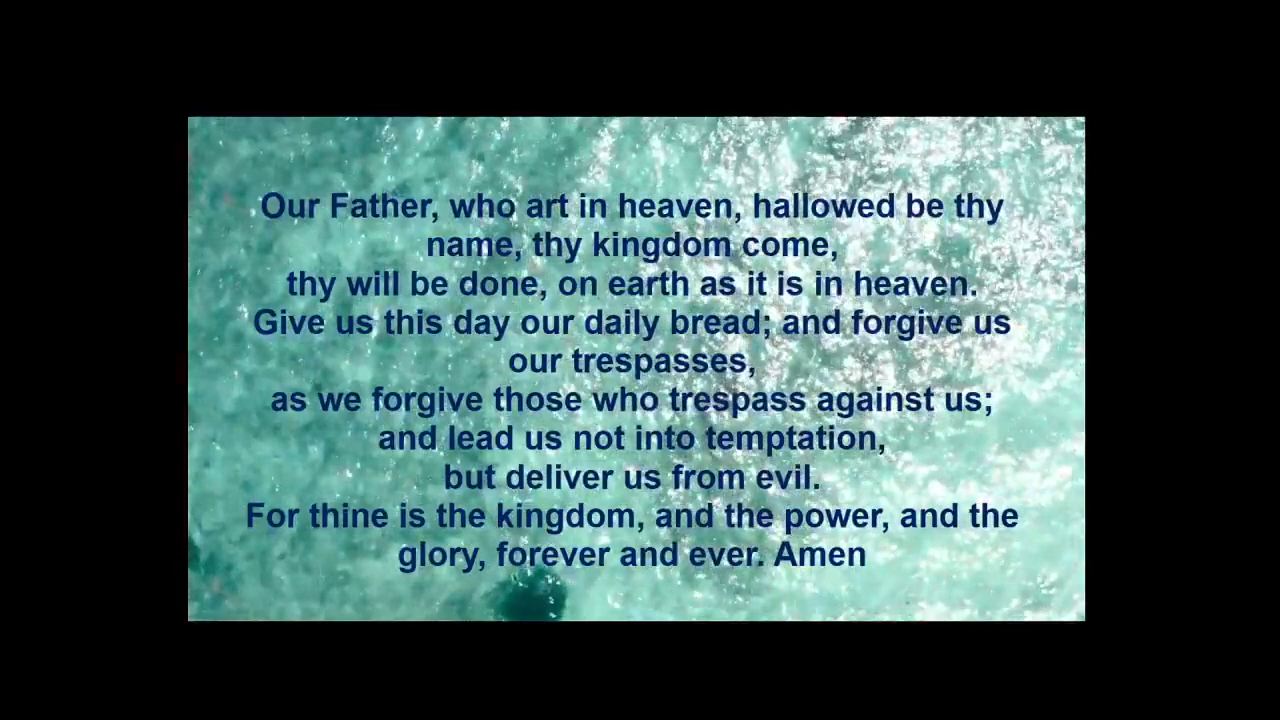 Our Father, who art in heaven, hallowed be thy
name, thy kingdom come,
thy will be done, on earth as it is in heaven.
Give us this day our daily bread; and forgive us
our trespasses,
as we forgive those who trespass against us;
and lead us not into temptation,
but deliver us from evil.
For thine is the kingdom, and the power, and the
glory, forever and ever. Amen